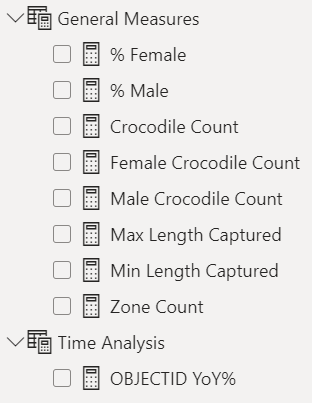 General Measures
% Female
% Male
Crocodile Count
Female Crocodile Count
Male Crocodile Count
Max Length Captured
Min Length Captured
Zone Count
Time Analysis
OBJECTID YoY%